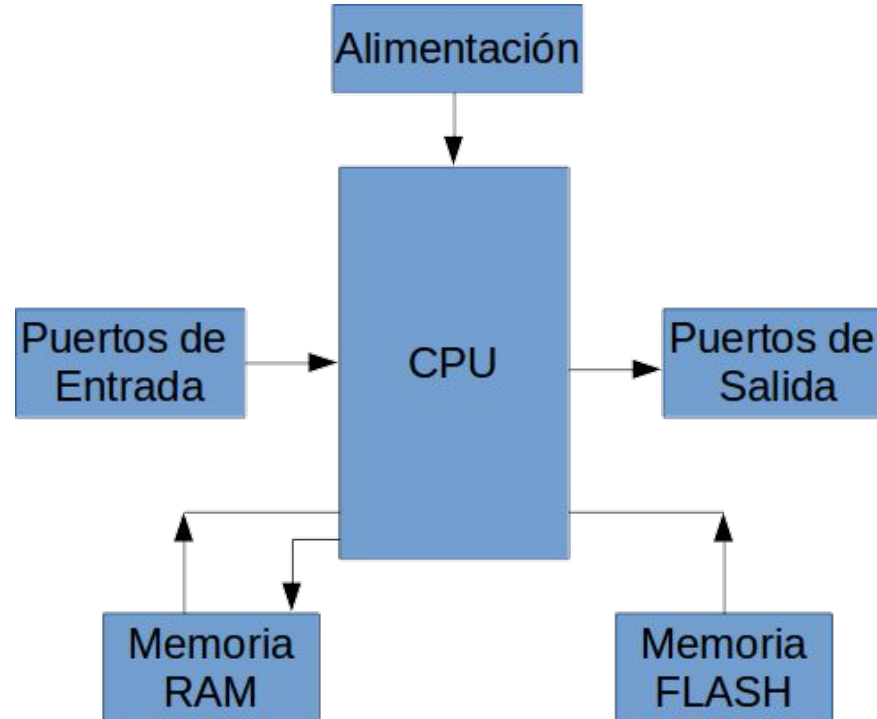 Alimentación
Puertos de
Entrada
CPU
Puertos de
Salida
Memoria
RAM
Memoria
FLASH